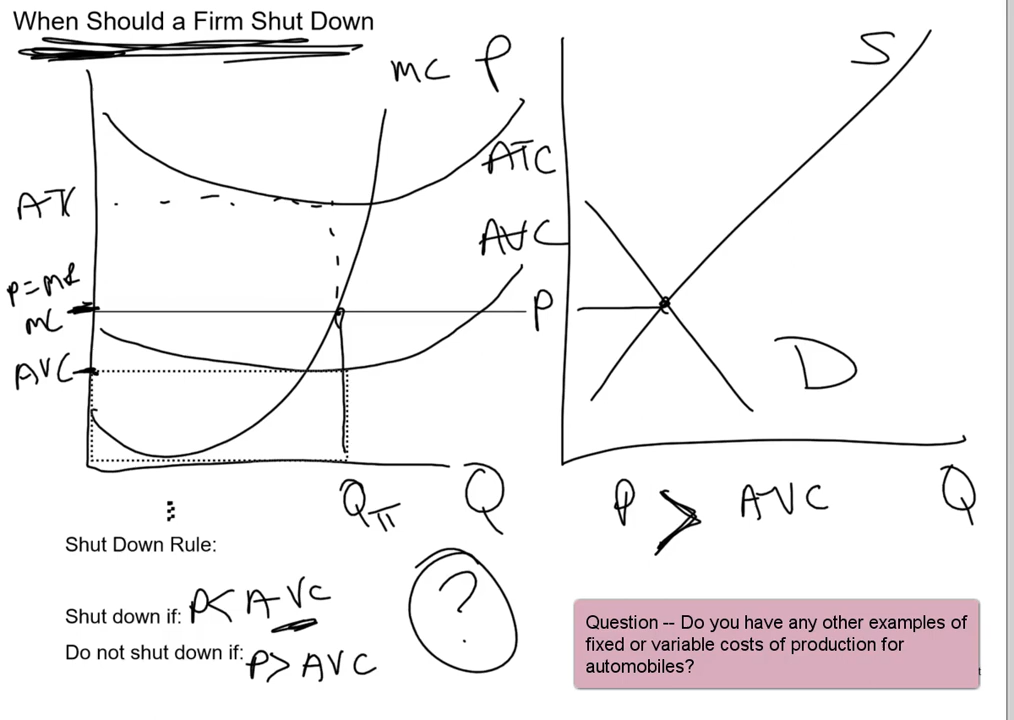 When Should a Firm Shut Down
mc P
S
ATC
ATC
AVC
P=MR
mc
P
AVC
D
Qπ Q
P > AVC Q
Shut Down Rule:
Shut down if: P< AVC
Do not shut down if: P> AVC
?
Question -- Do you have any other examples of
fixed or variable costs of production for
automobiles?